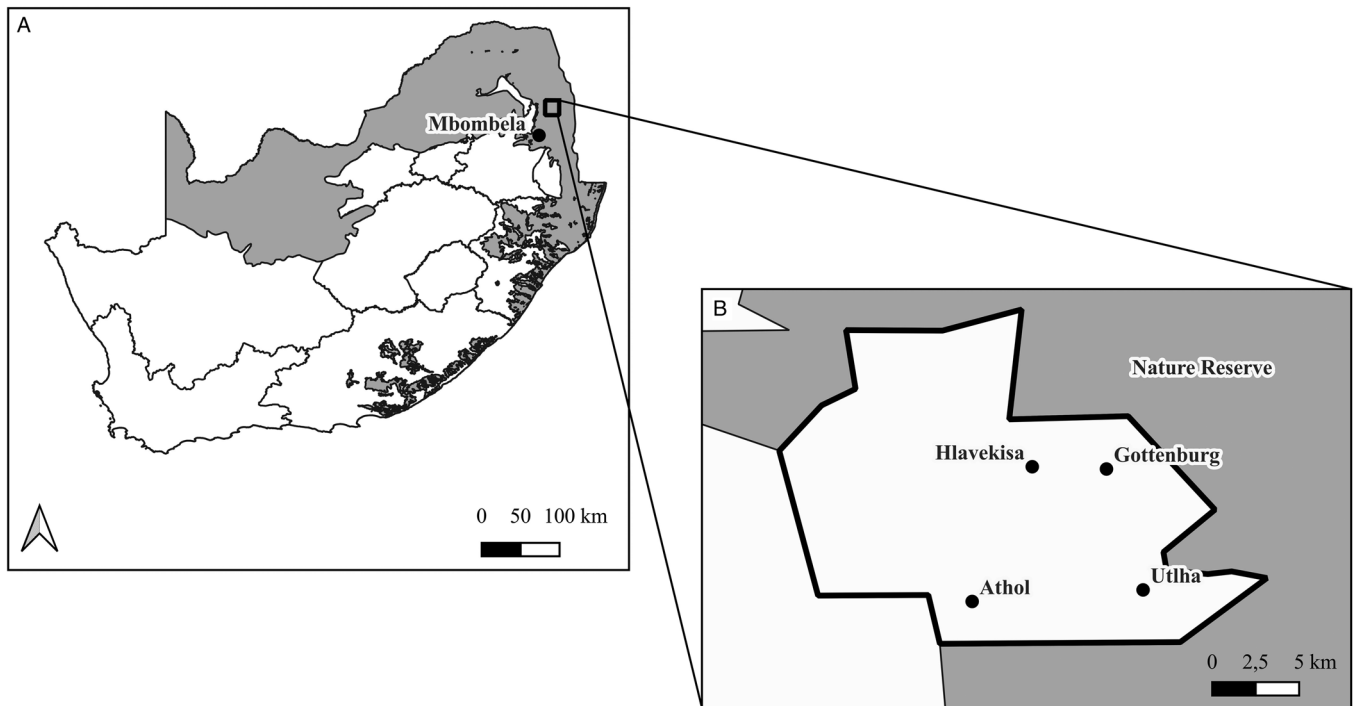 A
Mbombela
0 50 100 km
B
Nature Reserve
Hlavekisa
Gottenburg
Athol
Utlha
0 2,5 5 km